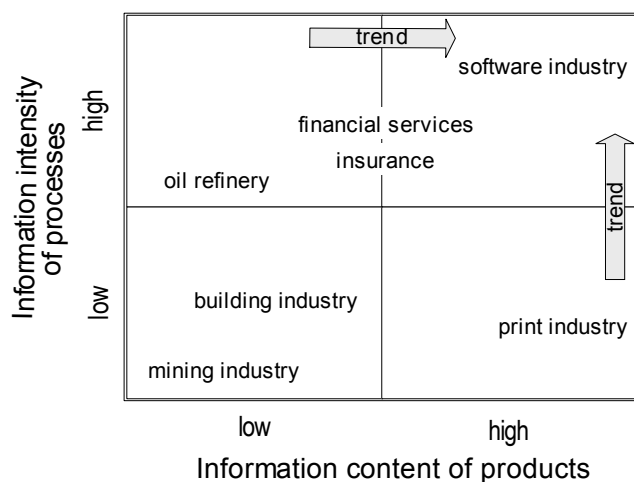 trend
software industry
financial services
insurance
oil refinery
trend
building industry
print industry
mining industry
Information intensity
of processes
high
low
low
high
Information content of products